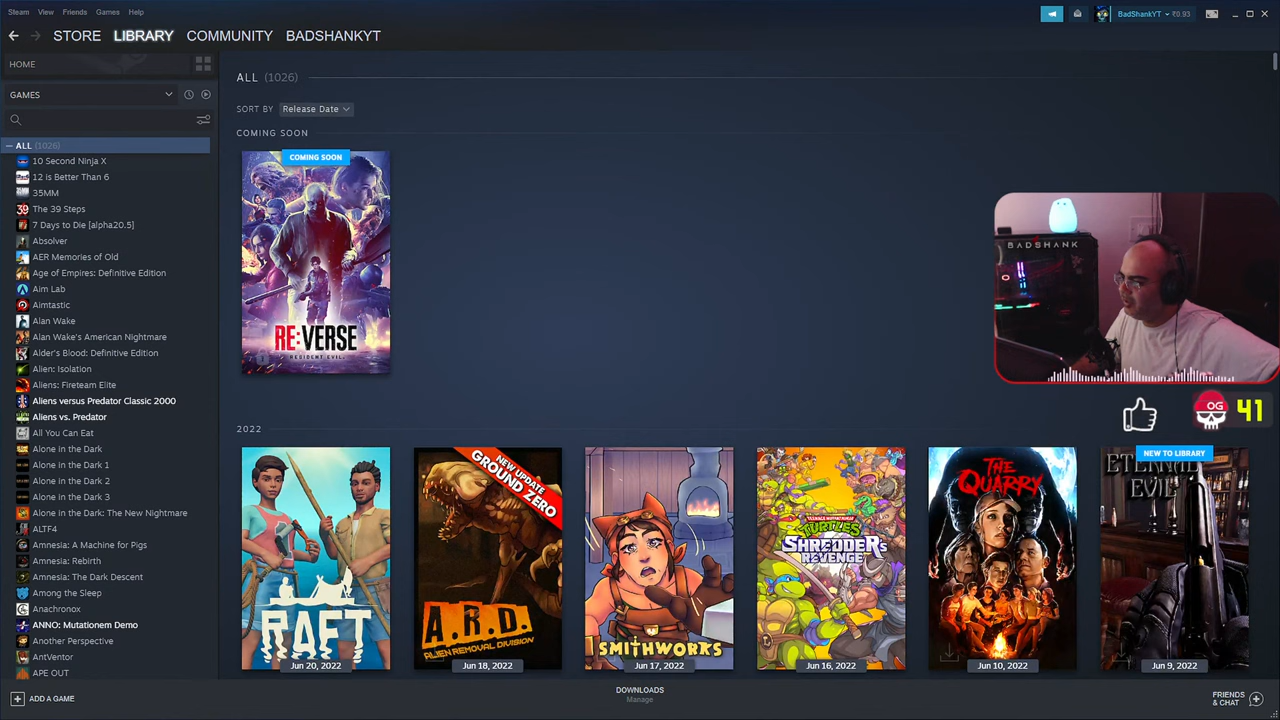 Steam View Friends Games Help
BadShankYT ₹0.93
STORE LIBRARY COMMUNITY BADSHANKYT
HOME
GAMES
ALL (1026)
10 Second Ninja X
12 is Better Than 6
35MM
The 39 Steps
7 Days to Die [alpha20.5]
Absolver
AER Memories of Old
Age of Empires: Definitive Edition
Aim Lab
Aimtastic
Alan Wake
Alan Wake's American Nightmare
Alder's Blood: Definitive Edition
Alien: Isolation
Aliens: Fireteam Elite
Aliens versus Predator Classic 2000
Aliens vs. Predator
All You Can Eat
Alone in the Dark
Alone in the Dark 1
Alone in the Dark 2
Alone in the Dark 3
Alone in the Dark: The New Nightmare
ALTF4
Amnesia: A Machine for Pigs
Amnesia: Rebirth
Amnesia: The Dark Descent
Among the Sleep
Anachronox
ANNO: Mutationem Demo
Another Perspective
AntVentor
APE OUT
ALL (1026)
SORT BY Release Date
COMING SOON
COMING SOON
RE:VERSE
RESIDENT EVIL
BADSHANK
OG 41
2022
RAFT
Jun 20, 2022
NEW UPDATE
GROUND ZERO
A.R.D.
ALIEN REMOVAL DIVISION
Jun 18, 2022
SMITHWORKS
Jun 17, 2022
TEENAGE MUTANT NINJA
TURTLES
SHREDDER'S
REVENGE
Jun 16, 2022
THE
QUARRY
Jun 10, 2022
NEW TO LIBRARY
ETERNAL
EVIL
Jun 9, 2022
ADD A GAME
DOWNLOADS
Manage
FRIENDS
& CHAT